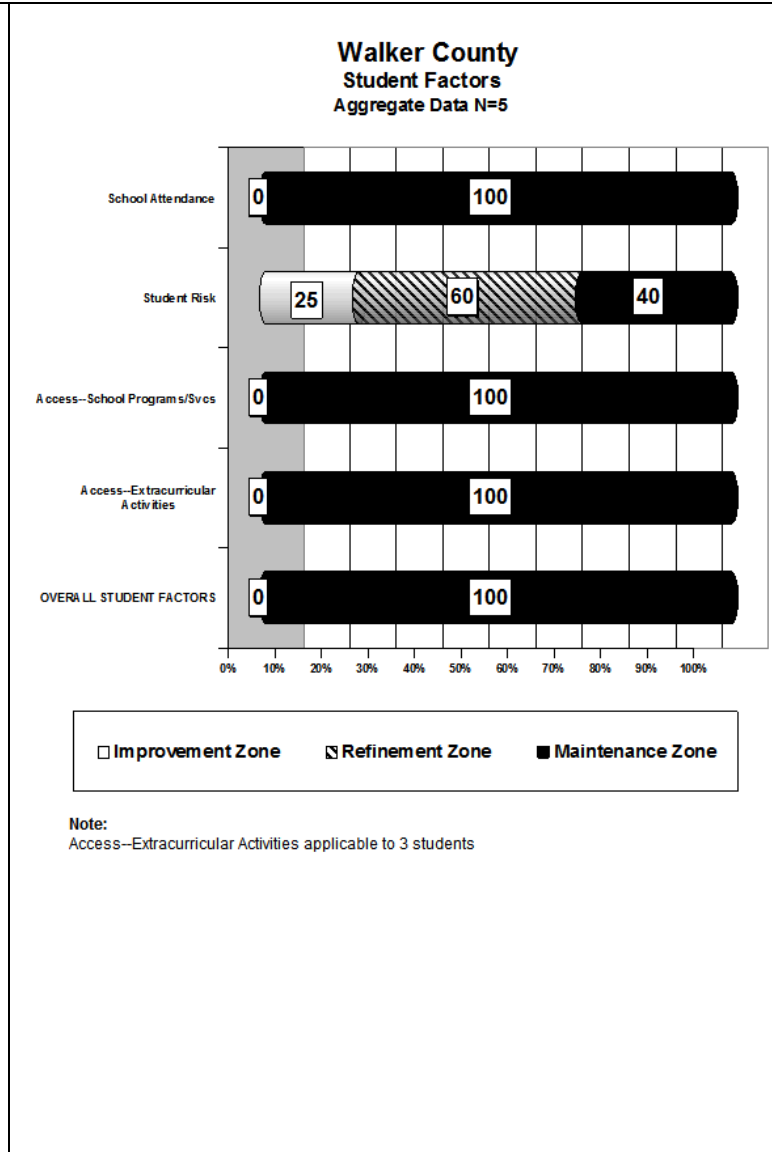 Walker County
Student Factors
Aggregate Data N=5
School Attendance
0
100
Student Risk
25
60
40
Access--School Programs/Svcs
0
100
Access--Extracurricular
Activities
0
100
OVERALL STUDENT FACTORS
0
100
0% 10% 20% 30% 40% 50% 60% 70% 80% 90% 100%
Improvement Zone Refinement Zone Maintenance Zone
Note:
Access--Extracurricular Activities applicable to 3 students